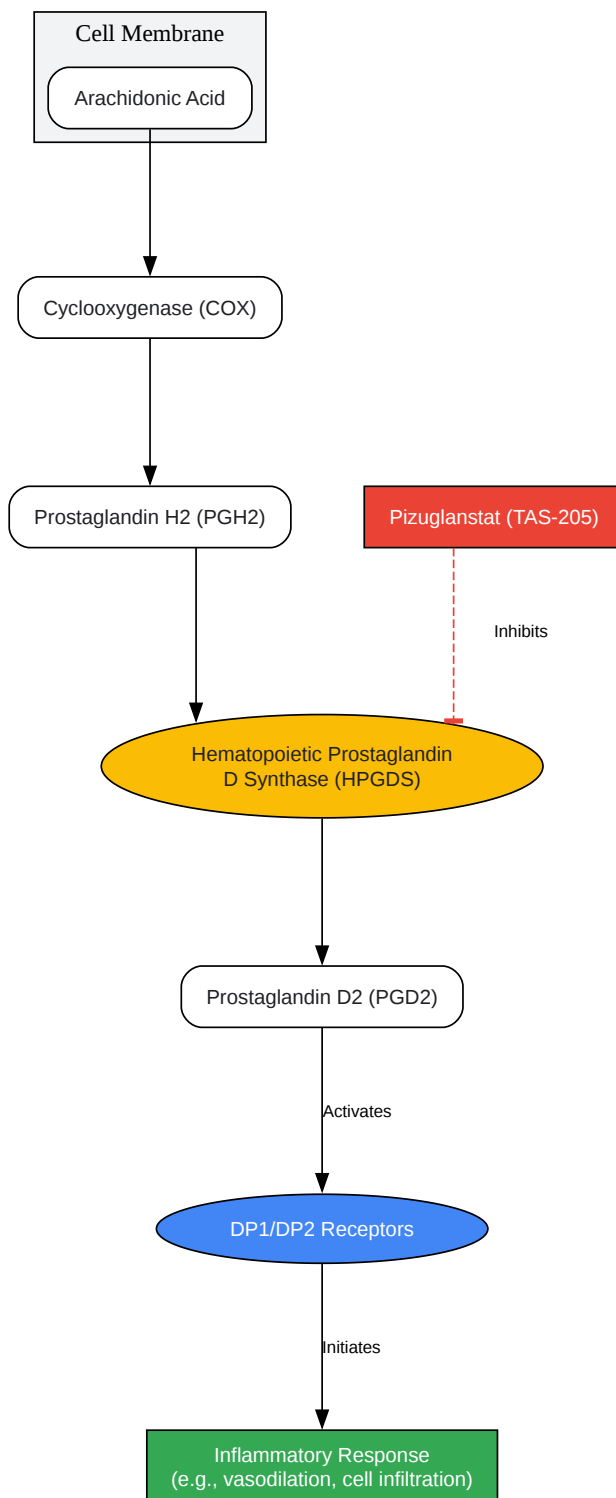 Cell Membrane
Arachidonic Acid
Cyclooxygenase (COX)
Prostaglandin H2 (PGH2)
Pizuglanstat (TAS-205)
Inhibits
Hematopoietic Prostaglandin
D Synthase (HPGDS)
Prostaglandin D2 (PGD2)
Activates
DP1/DP2 Receptors
Initiates
Inflammatory Response
(e.g., vasodilation, cell infiltration)